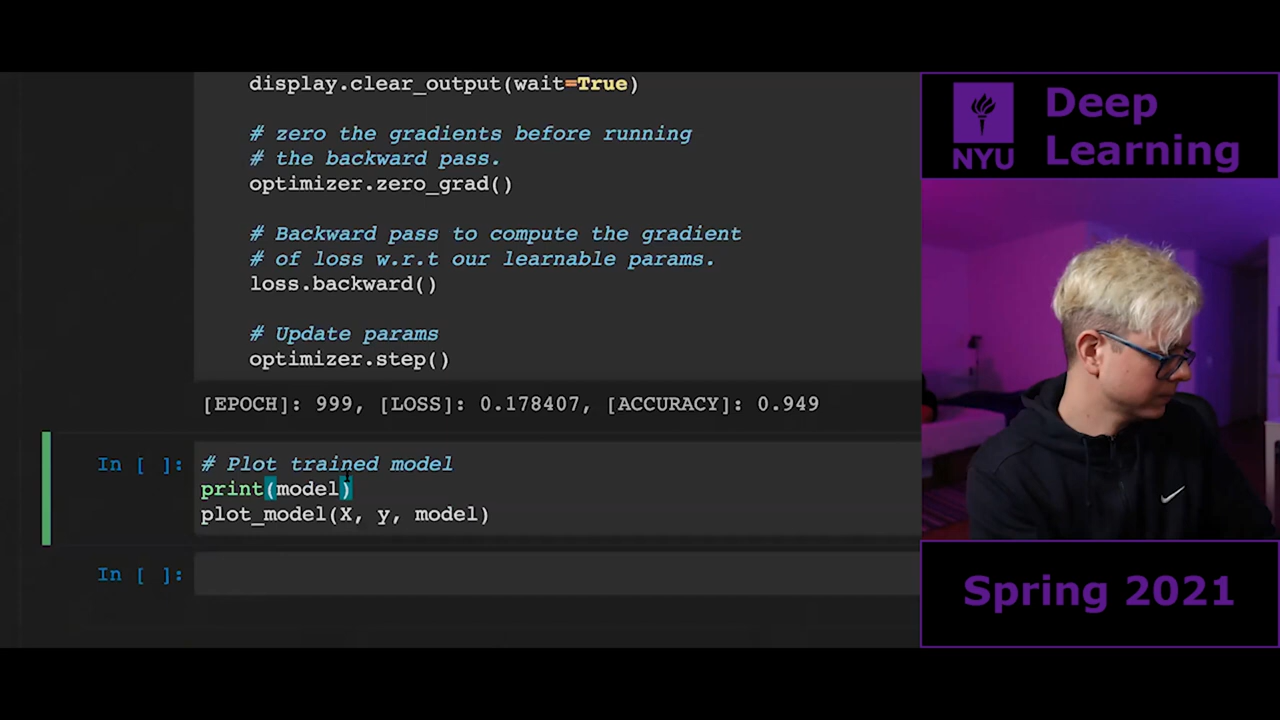 display.clear_output(wait=True)
# zero the gradients before running
# the backward pass.
optimizer.zero_grad()
# Backward pass to compute the gradient
# of loss w.r.t our learnable params.
loss.backward()
# Update params
optimizer.step()
[EPOCH]: 999, [LOSS]: 0.178407, [ACCURACY]: 0.949
In [ ]:
# Plot trained model
print(model)
plot_model(X, y, model)
In [ ]:
NYU
Deep
Learning
Spring 2021